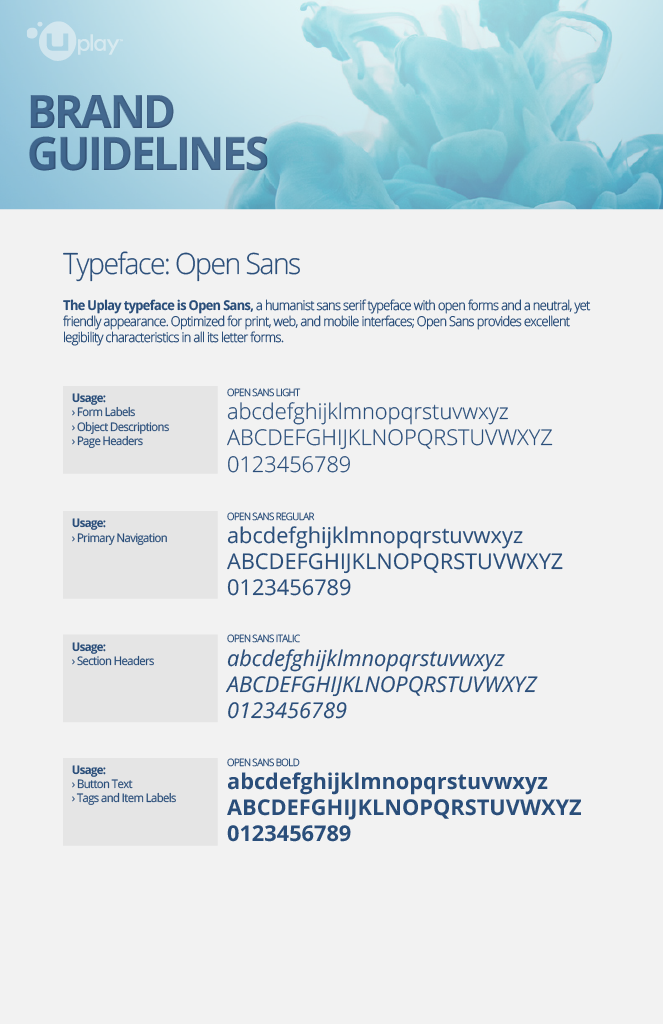 Uplay
BRAND
GUIDELINES
Typeface: Open Sans
The Uplay typeface is Open Sans, a humanist sans serif typeface with open forms and a neutral, yet
friendly appearance. Optimized for print, web, and mobile interfaces; Open Sans provides excellent
legibility characteristics in all its letter forms.
Usage:
› Form Labels
› Object Descriptions
› Page Headers
OPEN SANS LIGHT
abcdefghijklmnopqrstuvwxyz
ABCDEFGHIJKLNOPQRSTUVWXYZ
0123456789
Usage:
› Primary Navigation
OPEN SANS REGULAR
abcdefghijklmnopqrstuvwxyz
ABCDEFGHIJKLNOPQRSTUVWXYZ
0123456789
Usage:
› Section Headers
OPEN SANS ITALIC
abcdefghijklmnopqrstuvwxyz
ABCDEFGHIJKLNOPQRSTUVWXYZ
0123456789
Usage:
› Button Text
› Tags and Item Labels
OPEN SANS BOLD
abcdefghijklmnopqrstuvwxyz
ABCDEFGHIJKLNOPQRSTUVWXYZ
0123456789